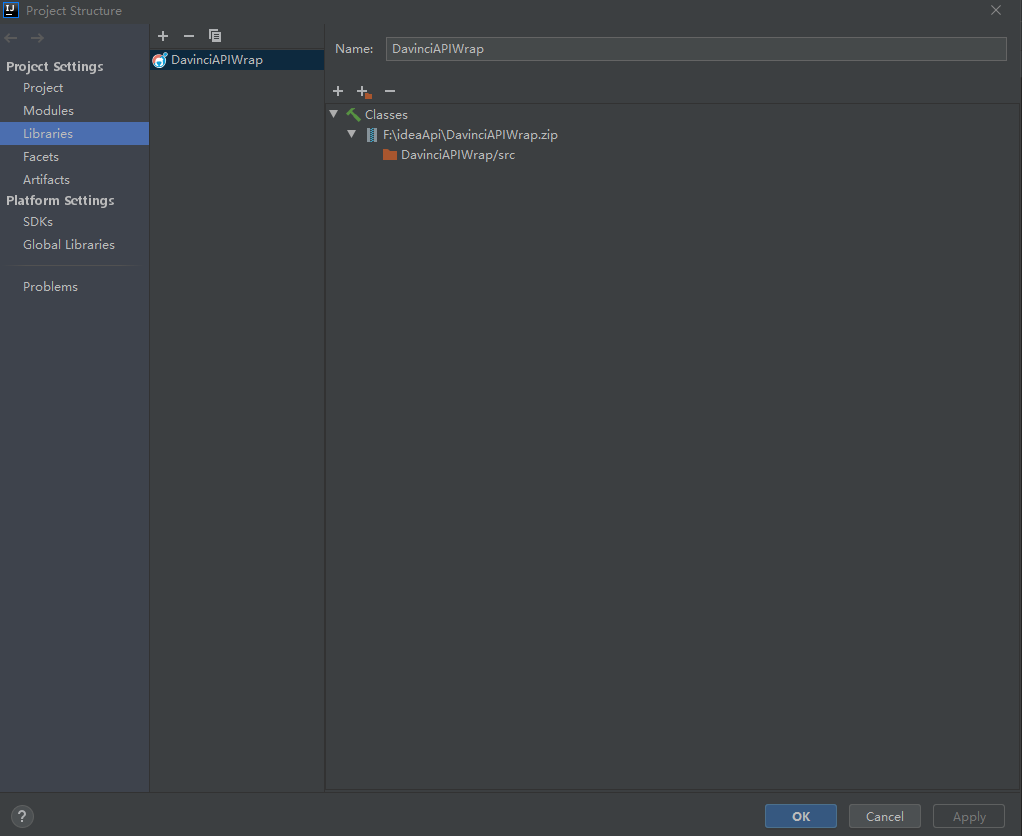 IJ
Project Structure
Project Settings
Project
Modules
Libraries
Facets
Artifacts
Platform Settings
SDKs
Global Libraries
Problems
DavinciAPIWrap
Name: DavinciAPIWrap
Classes
F:\ideaApi\DavinciAPIWrap.zip
DavinciAPIWrap/src
?
OK
Cancel
Apply